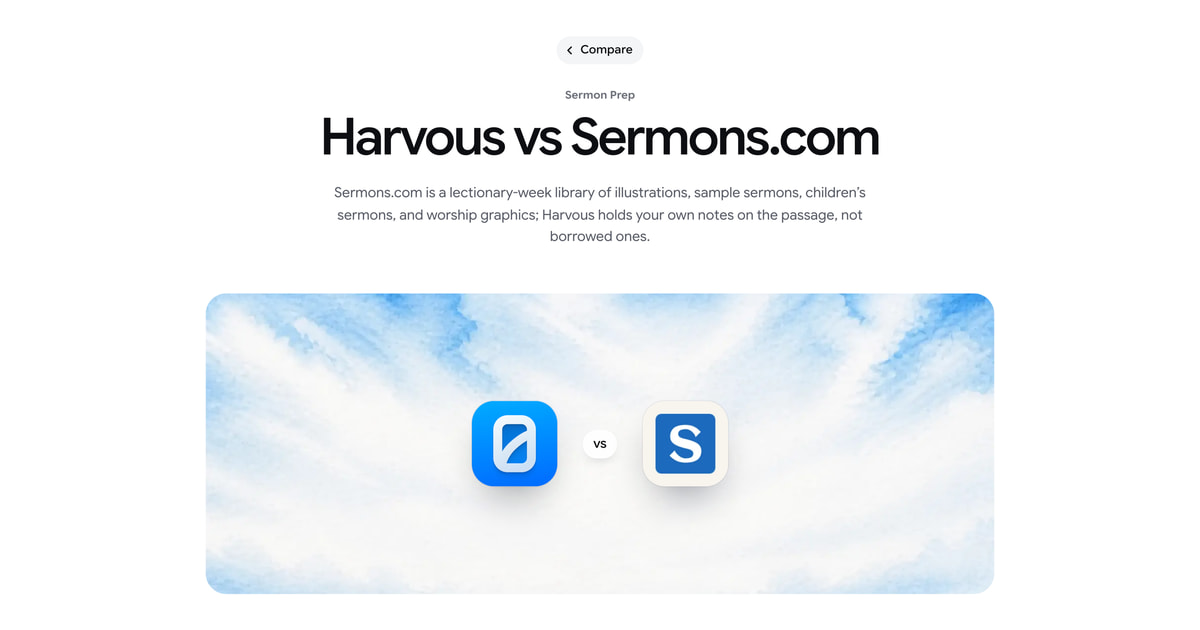 Compare
Sermon Prep
Harvous vs Sermons.com
Sermons.com is a lectionary-week library of illustrations, sample sermons, children’s
sermons, and worship graphics; Harvous holds your own notes on the passage, not
borrowed ones.
vs
S